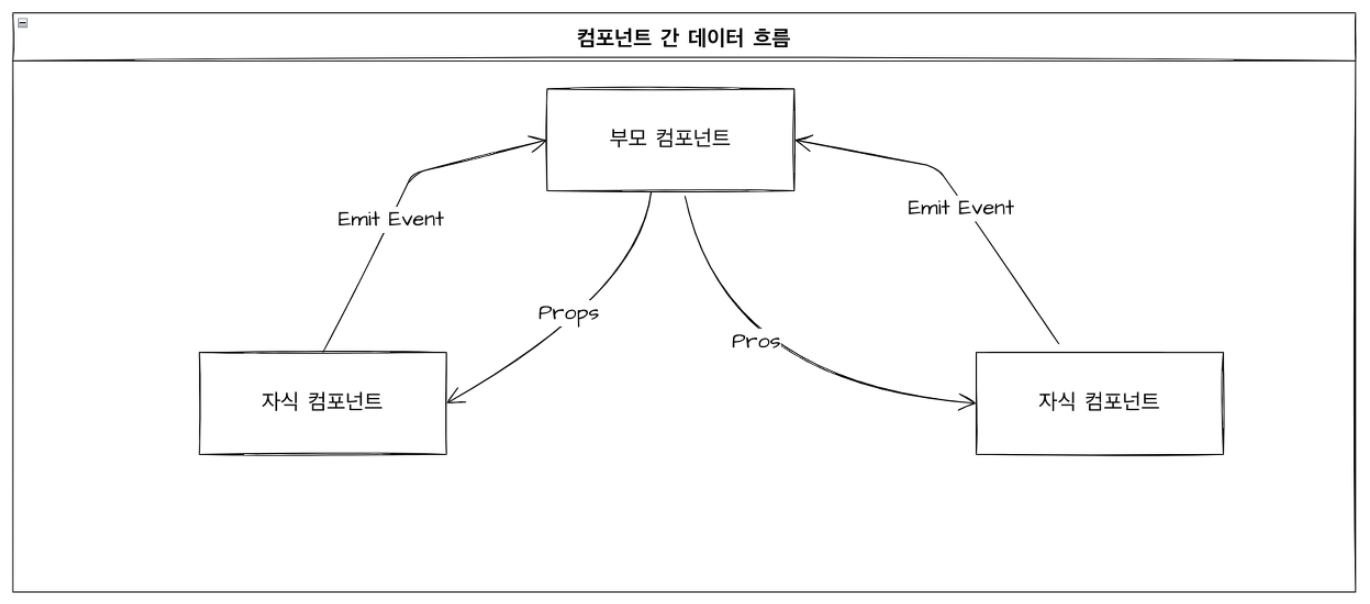 컴포넌트 간 데이터 흐름
부모 컴포넌트
Emit Event
Emit Event
Props
Pros
자식 컴포넌트
자식 컴포넌트